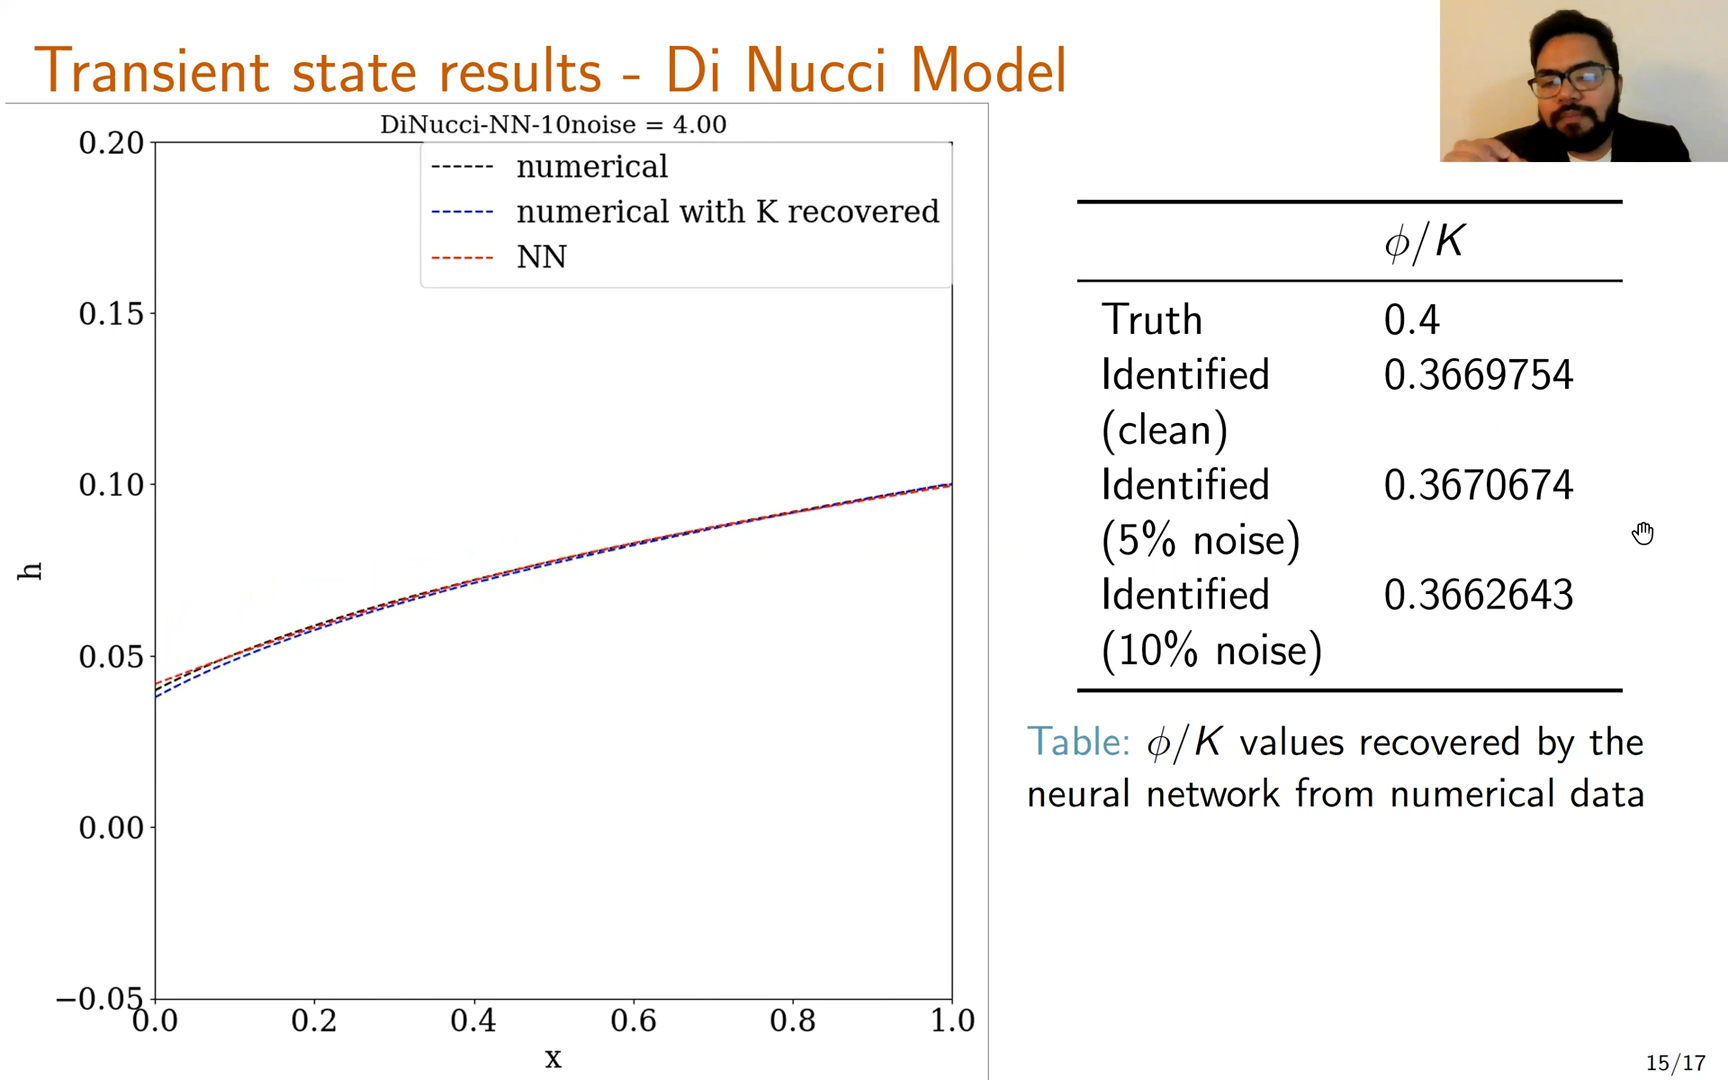 Transient state results - Di Nucci Model
DiNucci-NN-10noise = 4.00
numerical
numerical with K recovered
NN
0.20
0.15
0.10
0.05
0.00
−0.05
h
0.0 0.2 0.4 0.6 0.8 1.0
x
ϕ/K
Truth 0.4
Identified 0.3669754
(clean)
Identified 0.3670674
(5% noise)
Identified 0.3662643
(10% noise)
Table: ϕ/K values recovered by the
neural network from numerical data
15/17